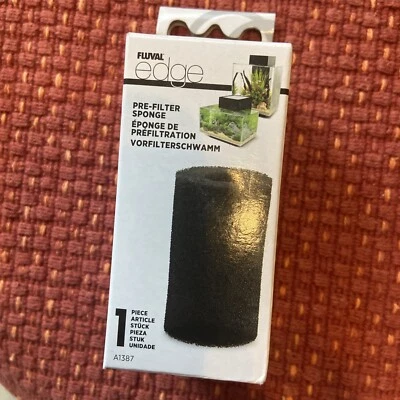 FLUVAL
edge
PRE-FILTER
SPONGE
ÉPONGE DE
PRÉFILTRATION
VORFILTERSCHWAMM
1
PIECE
ARTICLE
STÜCK
PIEZA
STUK
UNIDADE
A1387